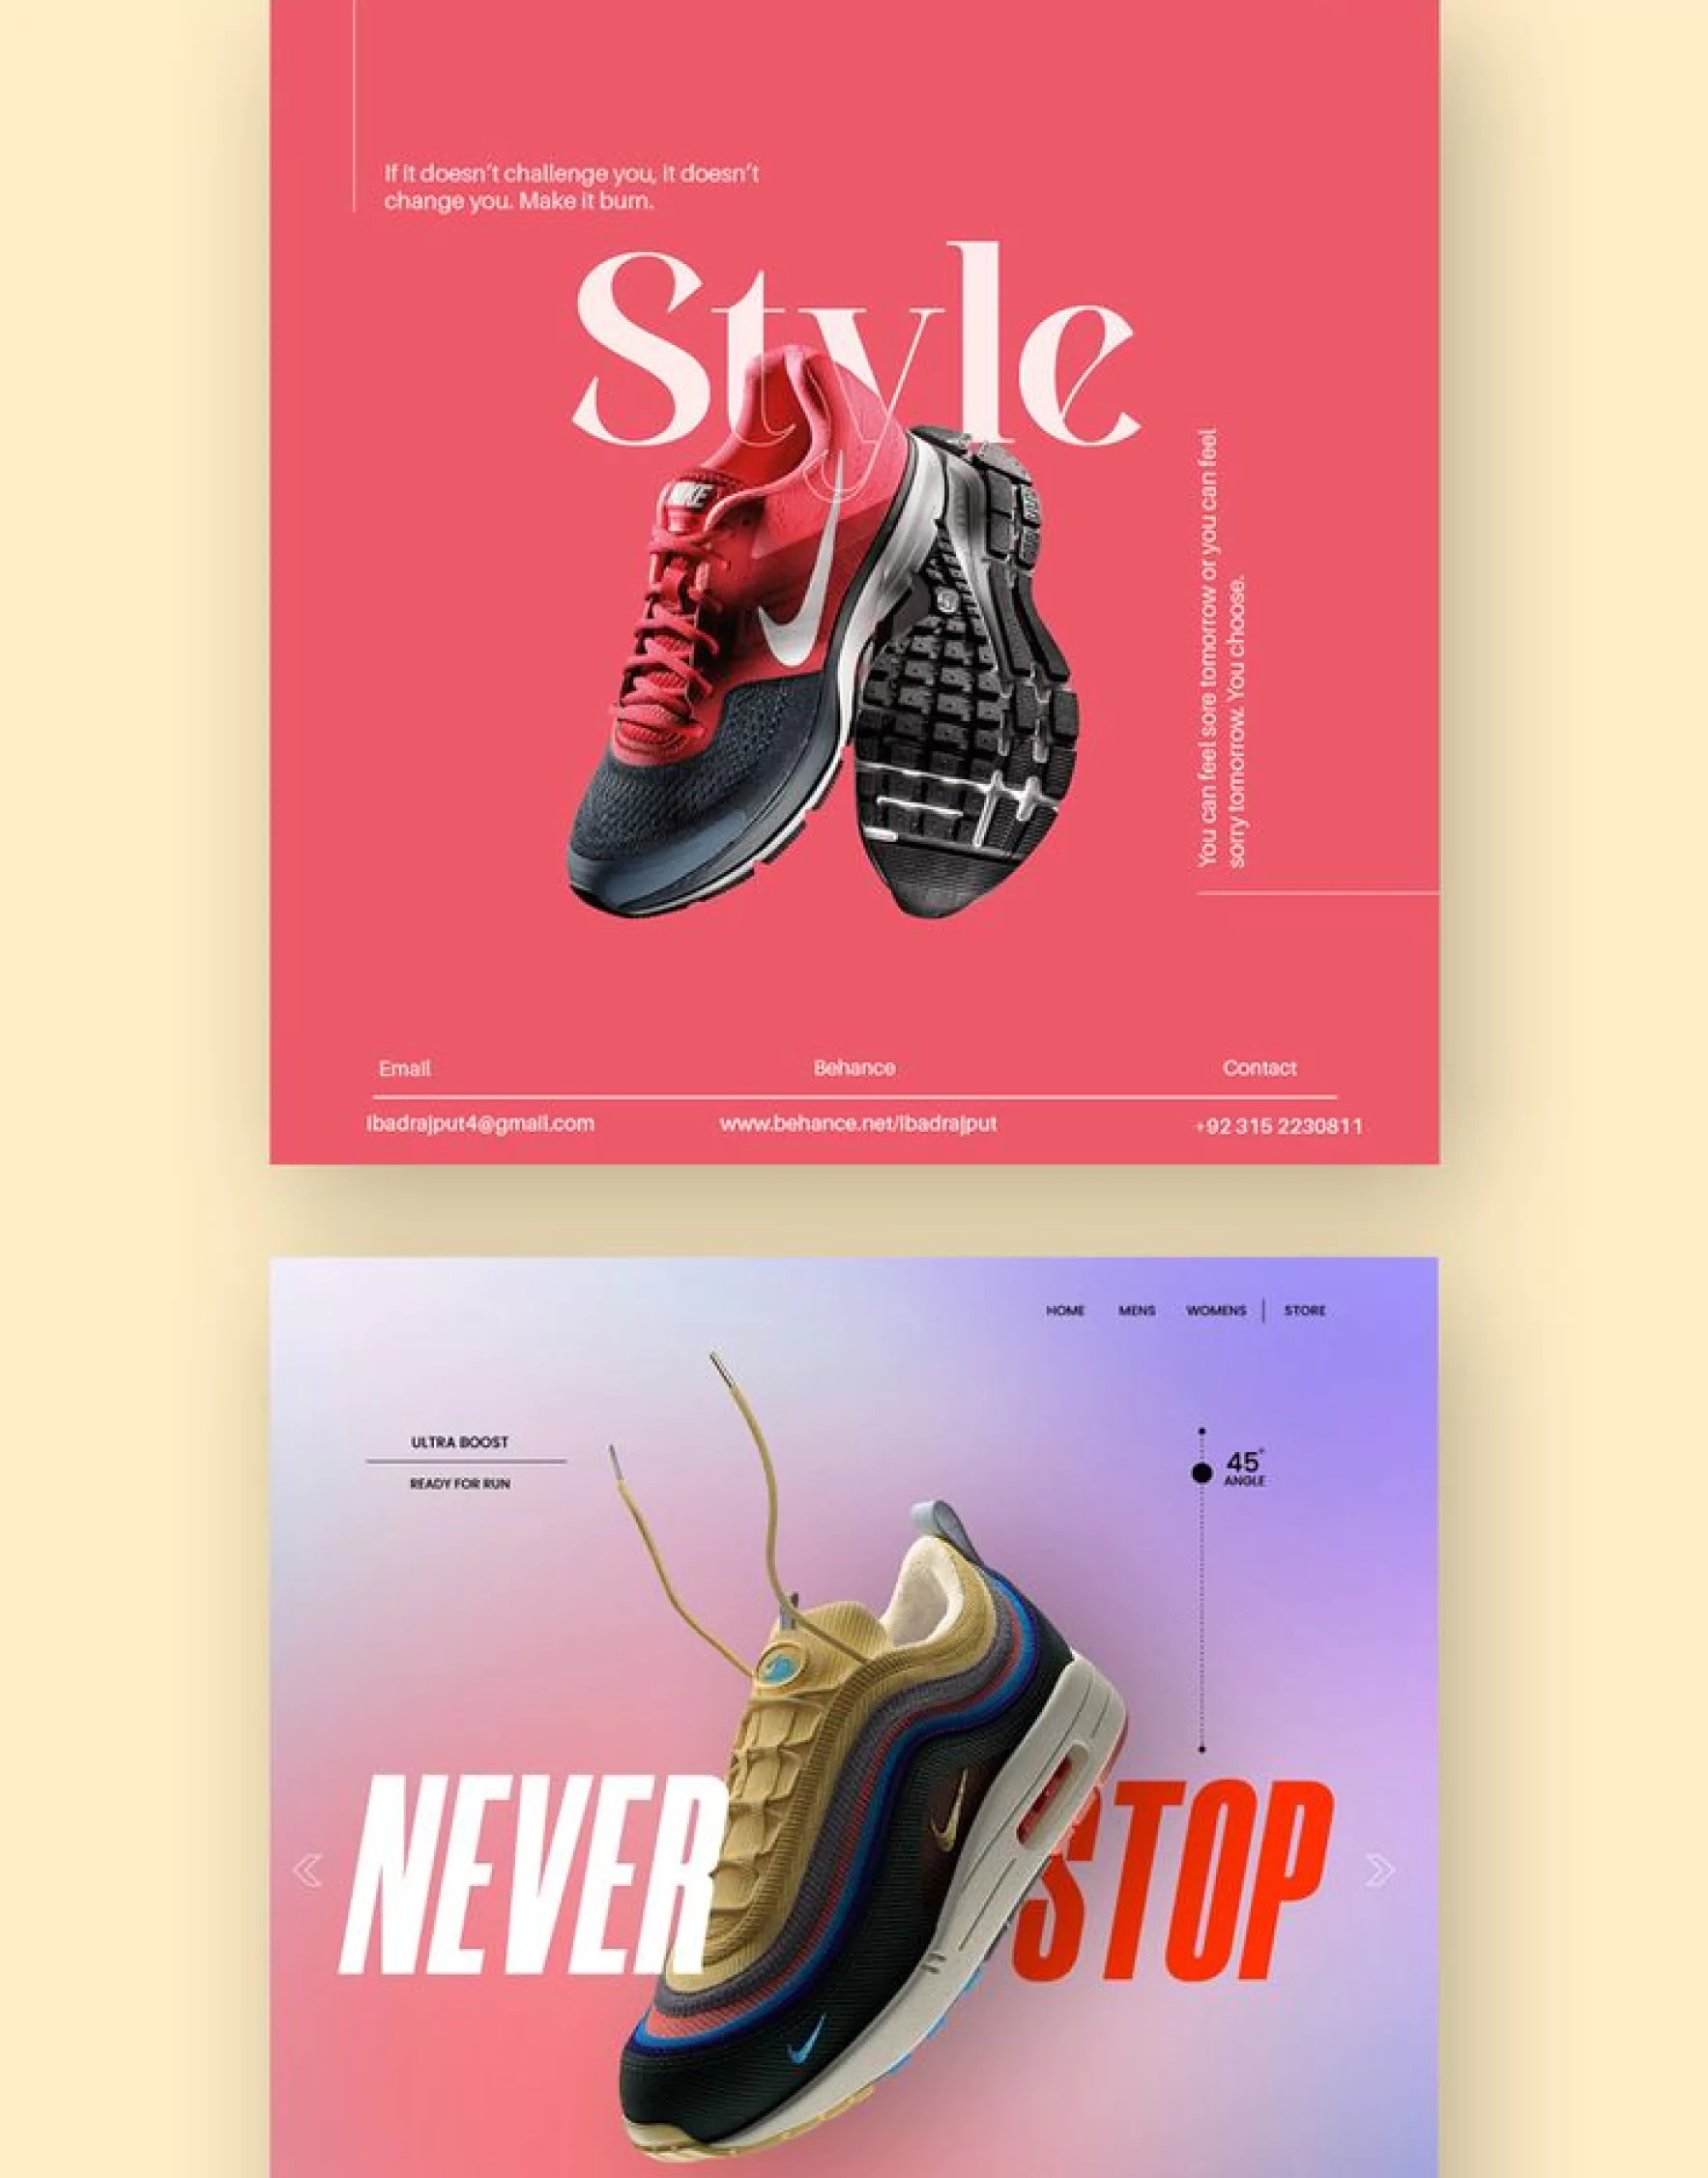 If it doesn’t challenge you, it doesn’t
change you. Make it burn.
Style
NIKE
You can feel sore tomorrow or you can feel
sorry tomorrow. You choose.
Email
Behance
Contact
ibadrajput4@gmail.com
www.behance.net/ibadrajput
+92 315 2230811
HOME
MENS
WOMENS
STORE
ULTRA BOOST
READY FOR RUN
45°
ANGLE
NEVER
STOP